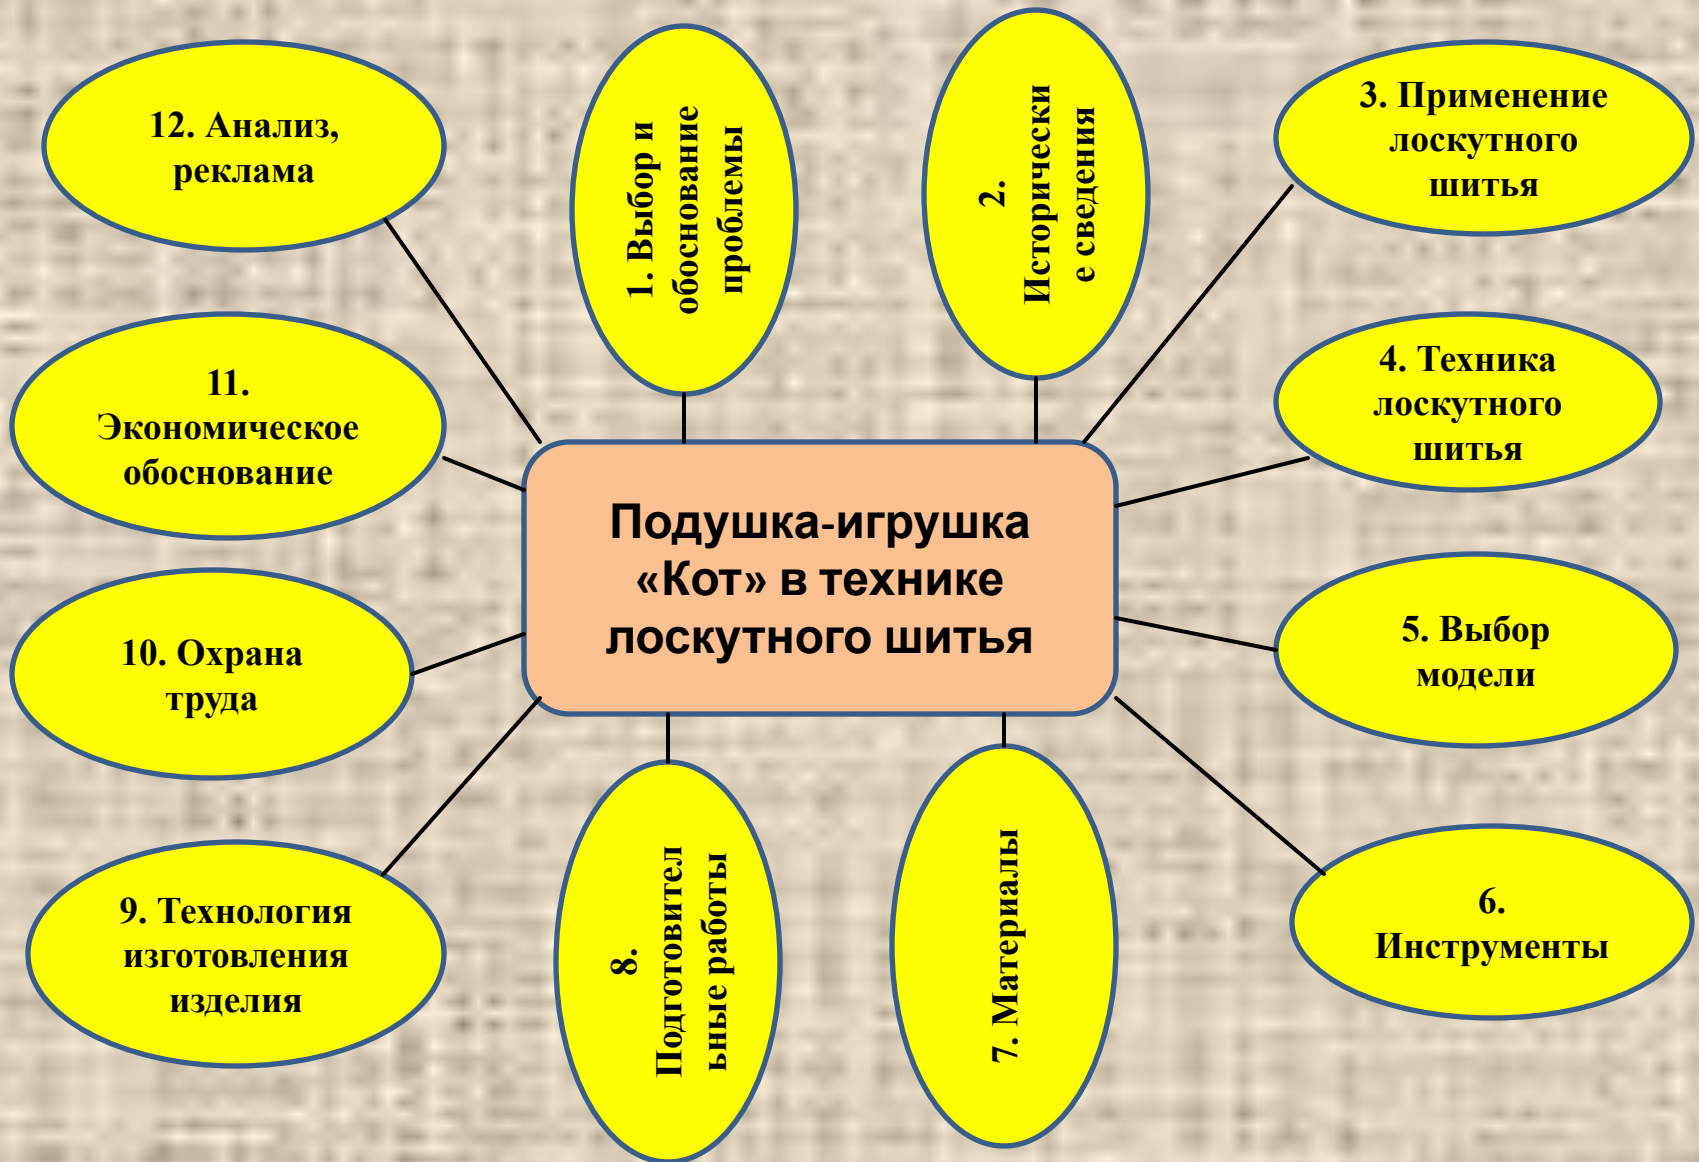 Подушка-игрушка
«Кот» в технике
лоскутного шитья
1. Выбор и
обоснование
проблемы
2.
Исторически
е сведения
3. Применение
лоскутного
шитья
4. Техника
лоскутного
шитья
5. Выбор
модели
6.
Инструменты
7. Материалы
8.
Подготовител
ьные работы
9. Технология
изготовления
изделия
10. Охрана
труда
11.
Экономическое
обоснование
12. Анализ,
реклама